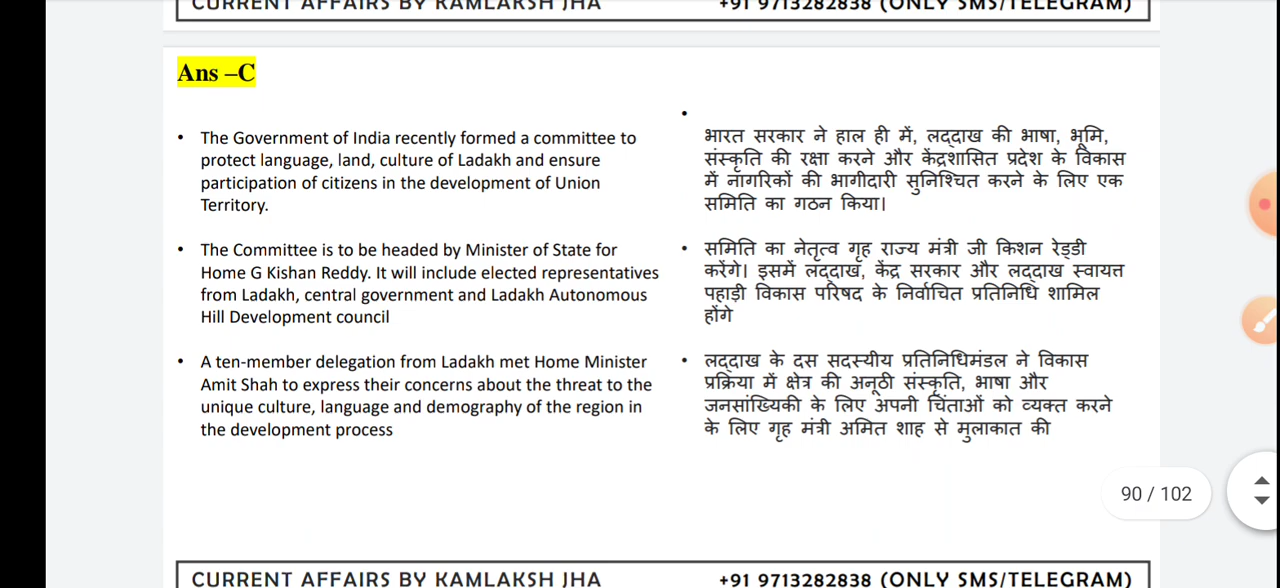 CURRENT AFFAIRS BY KAMLAKSH JHA +91 9713282838 (ONLY SMS/TELEGRAM)
Ans –C
• The Government of India recently formed a committee to
protect language, land, culture of Ladakh and ensure
participation of citizens in the development of Union
Territory.
• The Committee is to be headed by Minister of State for
Home G Kishan Reddy. It will include elected representatives
from Ladakh, central government and Ladakh Autonomous
Hill Development council
• A ten-member delegation from Ladakh met Home Minister
Amit Shah to express their concerns about the threat to the
unique culture, language and demography of the region in
the development process
•
भारत सरकार ने हाल ही में, लद्दाख की भाषा, भूमि,
संस्कृति की रक्षा करने और केंद्रशासित प्रदेश के विकास
में नागरिकों की भागीदारी सुनिश्चित करने के लिए एक
समिति का गठन किया।
• समिति का नेतृत्व गृह राज्य मंत्री जी किशन रेड्डी
करेंगे। इसमें लद्दाख, केंद्र सरकार और लद्दाख स्वायत्त
पहाड़ी विकास परिषद के निर्वाचित प्रतिनिधि शामिल
होंगे
• लद्दाख के दस सदस्यीय प्रतिनिधिमंडल ने विकास
प्रक्रिया में क्षेत्र की अनूठी संस्कृति, भाषा और
जनसांख्यिकी के लिए अपनी चिंताओं को व्यक्त करने
के लिए गृह मंत्री अमित शाह से मुलाकात की
90 / 102
CURRENT AFFAIRS BY KAMLAKSH JHA +91 9713282838 (ONLY SMS/TELEGRAM)